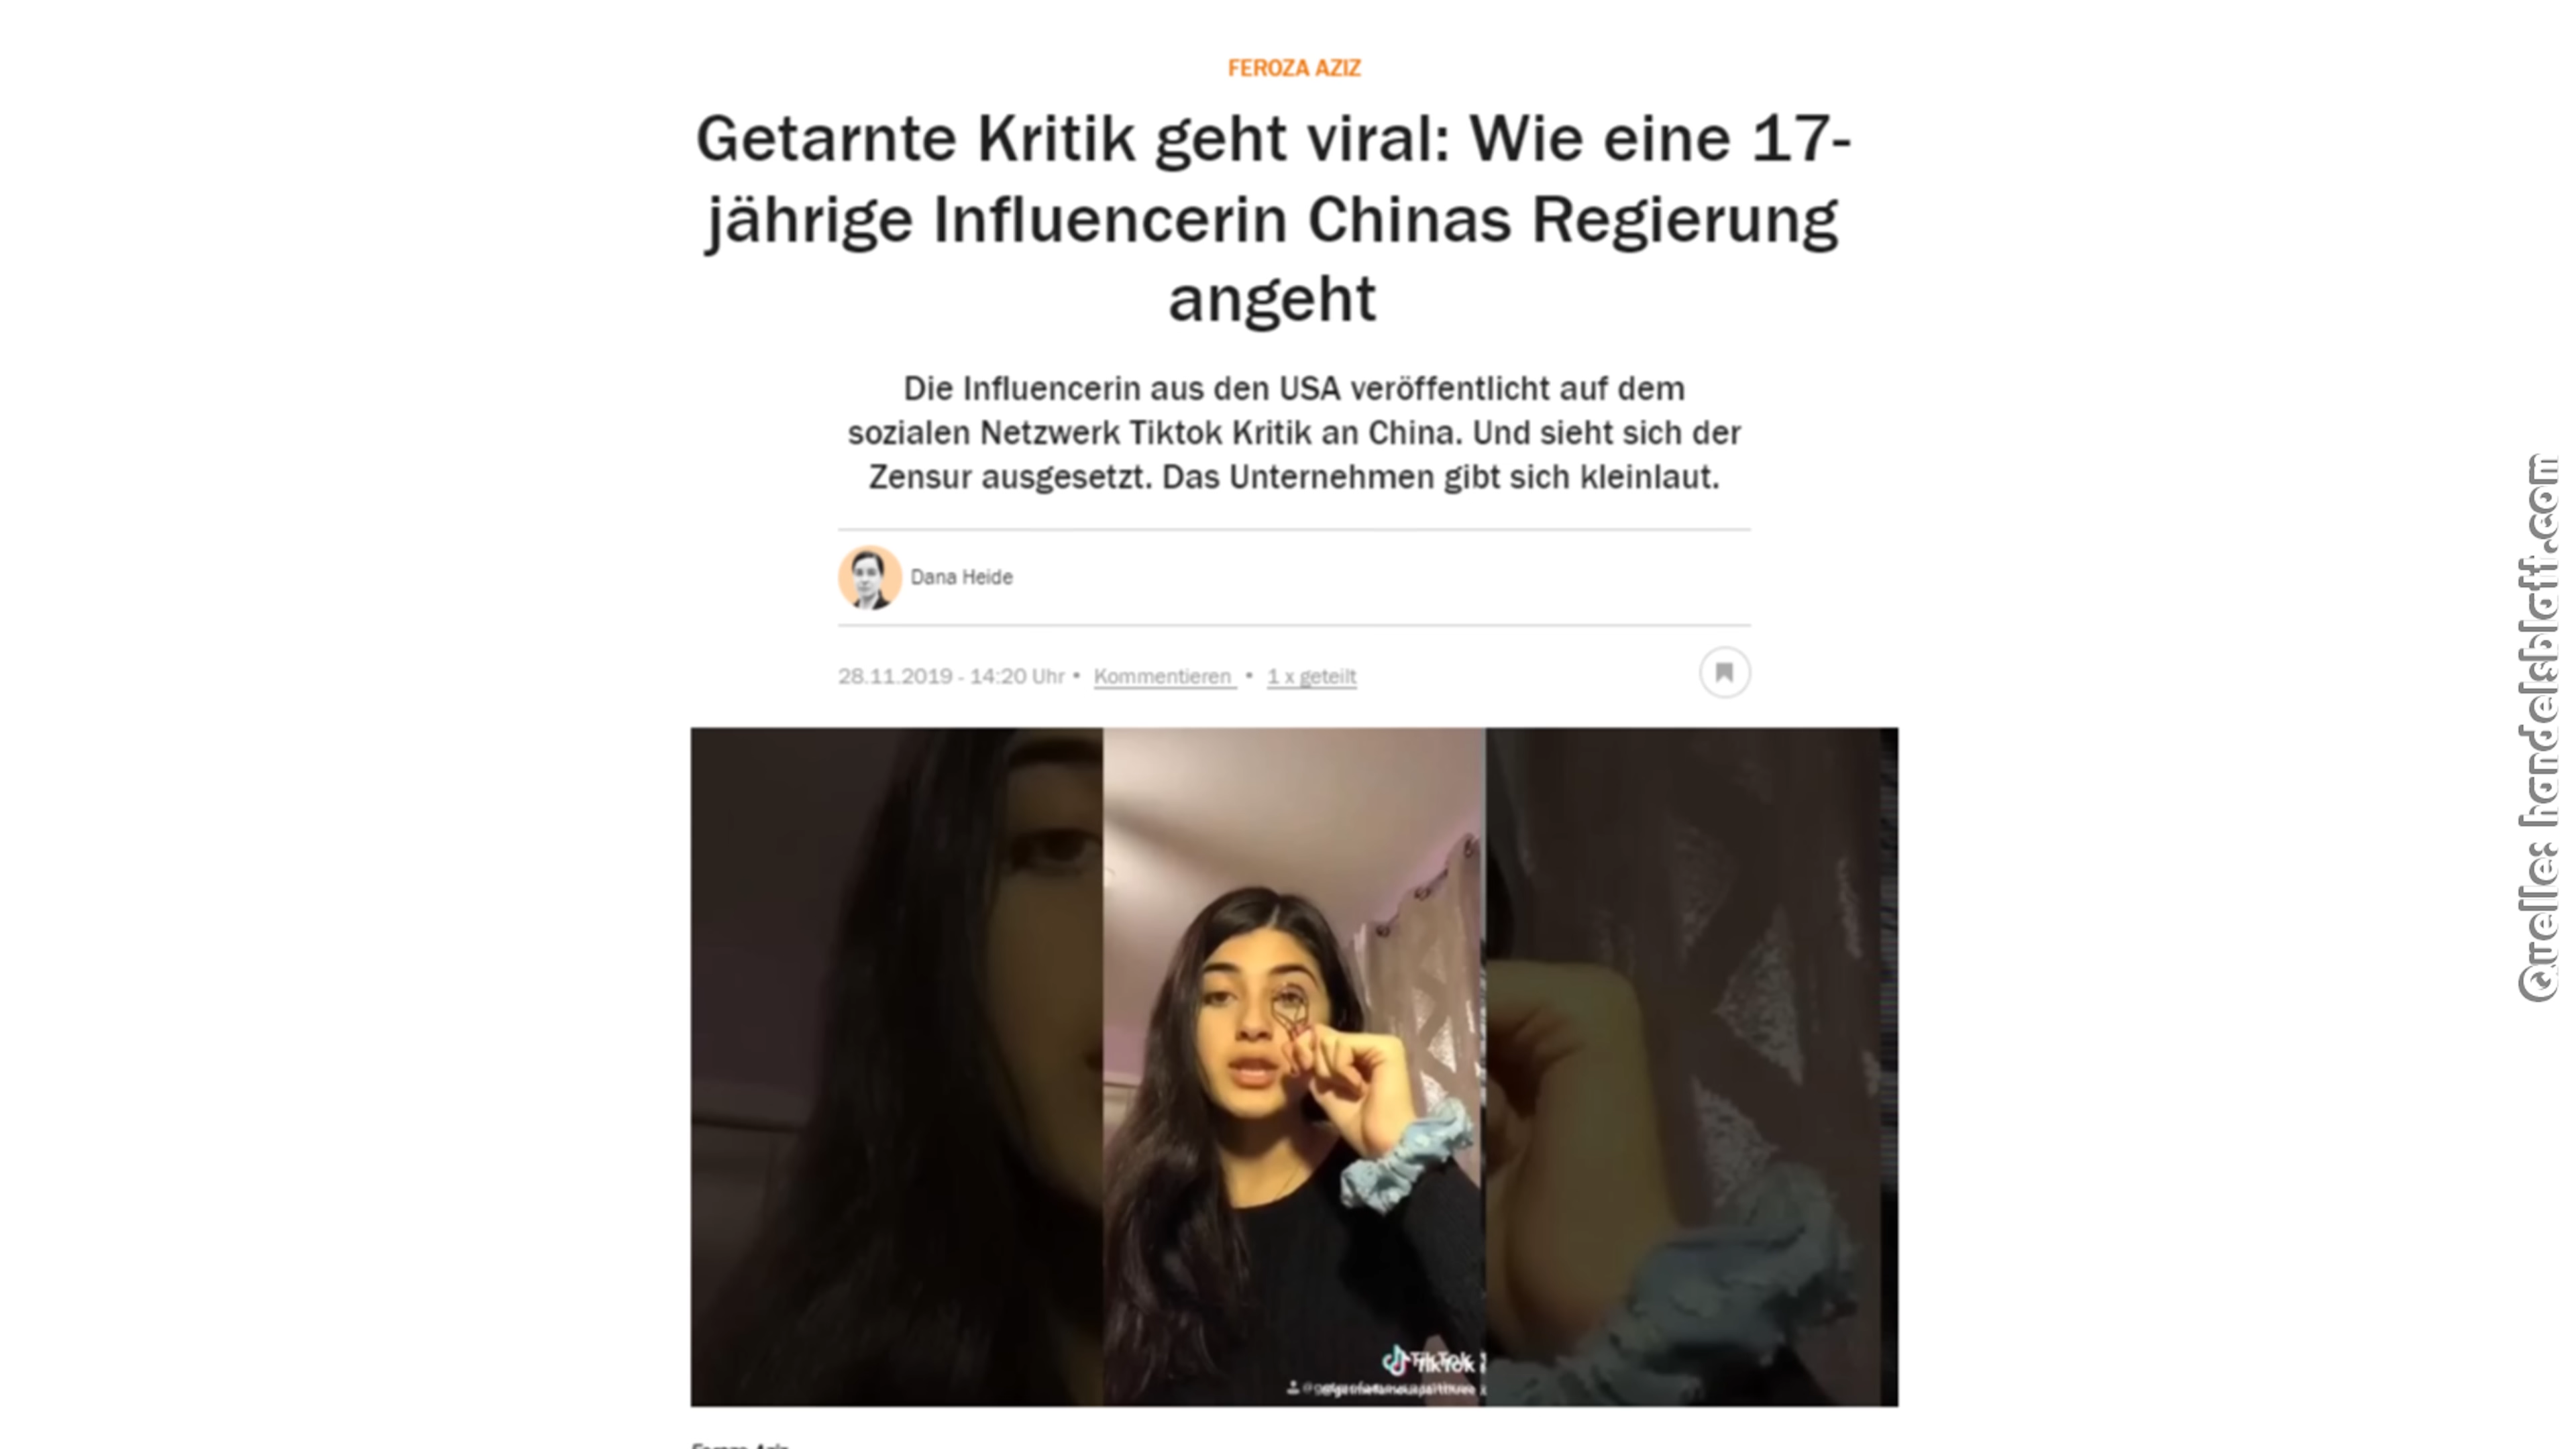 FEROZA AZIZ
Getarnte Kritik geht viral: Wie eine 17-
jährige Influencerin Chinas Regierung
angeht
Die Influencerin aus den USA veröffentlicht auf dem
sozialen Netzwerk Tiktok Kritik an China. Und sieht sich der
Zensur ausgesetzt. Das Unternehmen gibt sich kleinlaut.
Dana Heide
28.11.2019 - 14:20 Uhr • Kommentieren • 1 x geteilt
TikTok
Feroza Aziz
Quelle: handelsblatt.com